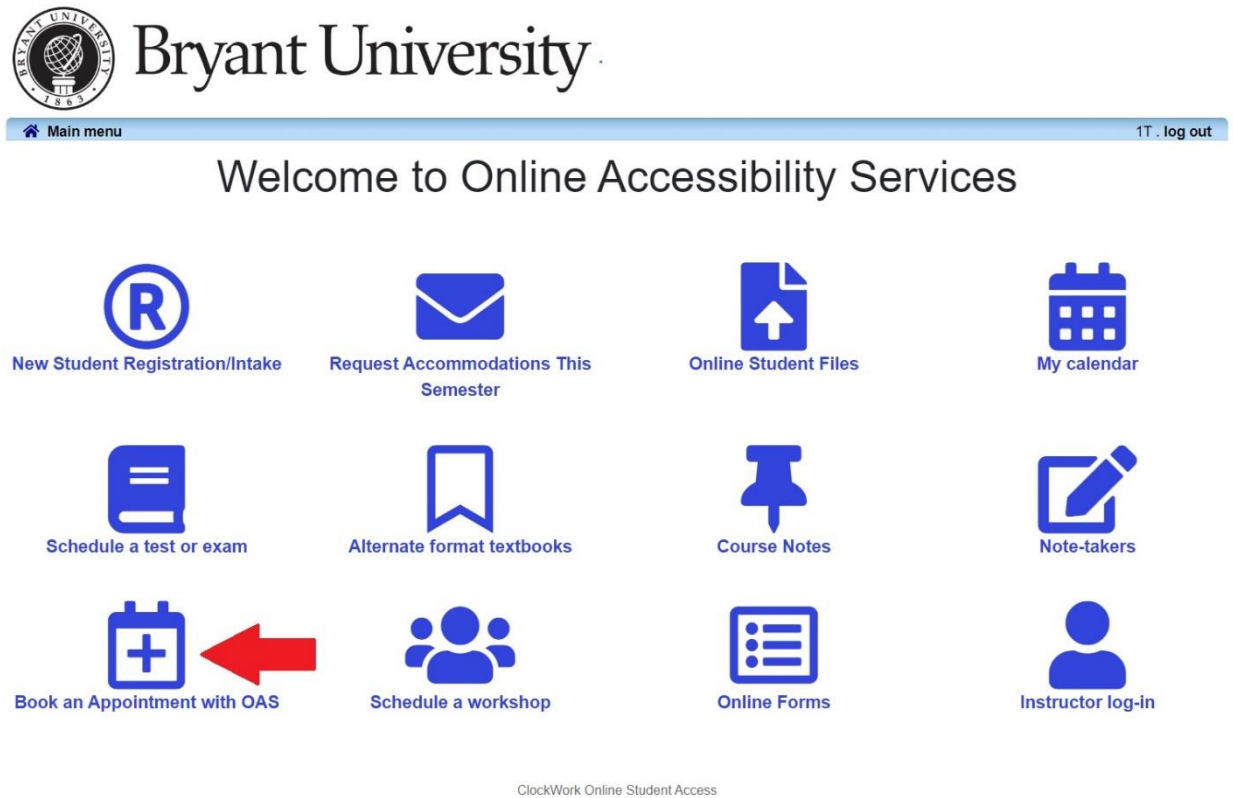 BRYANT UNIVERSITY
1863
Bryant University
Main menu
1T . log out
Welcome to Online Accessibility Services
R
New Student Registration/Intake
Request Accommodations This
Semester
Online Student Files
My calendar
Schedule a test or exam
Alternate format textbooks
Course Notes
Note-takers
Book an Appointment with OAS
Schedule a workshop
Online Forms
Instructor log-in
ClockWork Online Student Access